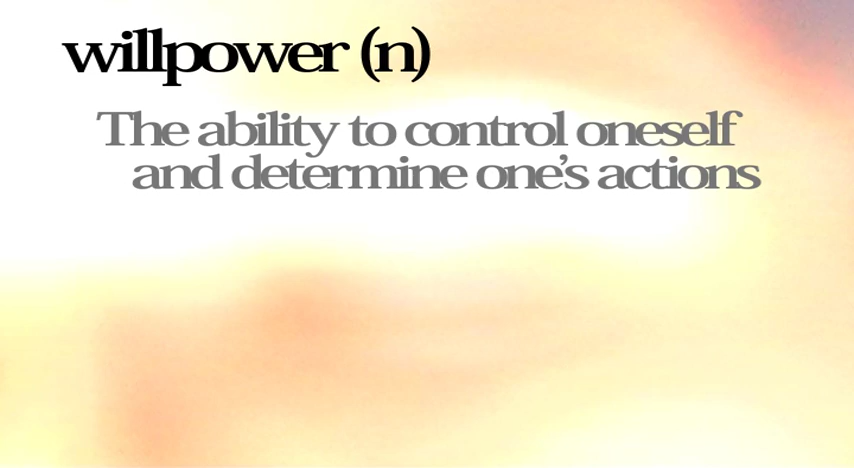 willpower (n)
The ability to control oneself
and determine one's actions